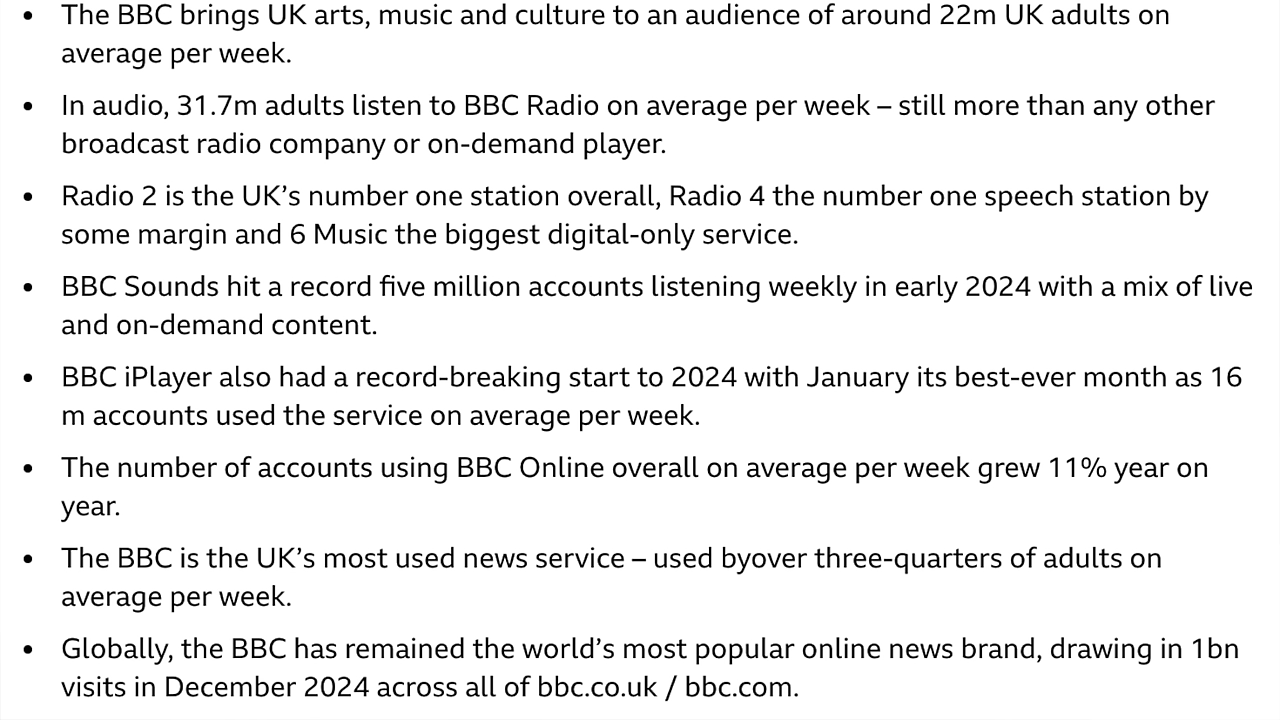 • The BBC brings UK arts, music and culture to an audience of around 22m UK adults on
average per week.
• In audio, 31.7m adults listen to BBC Radio on average per week – still more than any other
broadcast radio company or on-demand player.
• Radio 2 is the UK’s number one station overall, Radio 4 the number one speech station by
some margin and 6 Music the biggest digital-only service.
• BBC Sounds hit a record five million accounts listening weekly in early 2024 with a mix of live
and on-demand content.
• BBC iPlayer also had a record-breaking start to 2024 with January its best-ever month as 16
m accounts used the service on average per week.
• The number of accounts using BBC Online overall on average per week grew 11% year on
year.
• The BBC is the UK’s most used news service – used byover three-quarters of adults on
average per week.
• Globally, the BBC has remained the world’s most popular online news brand, drawing in 1bn
visits in December 2024 across all of bbc.co.uk / bbc.com.